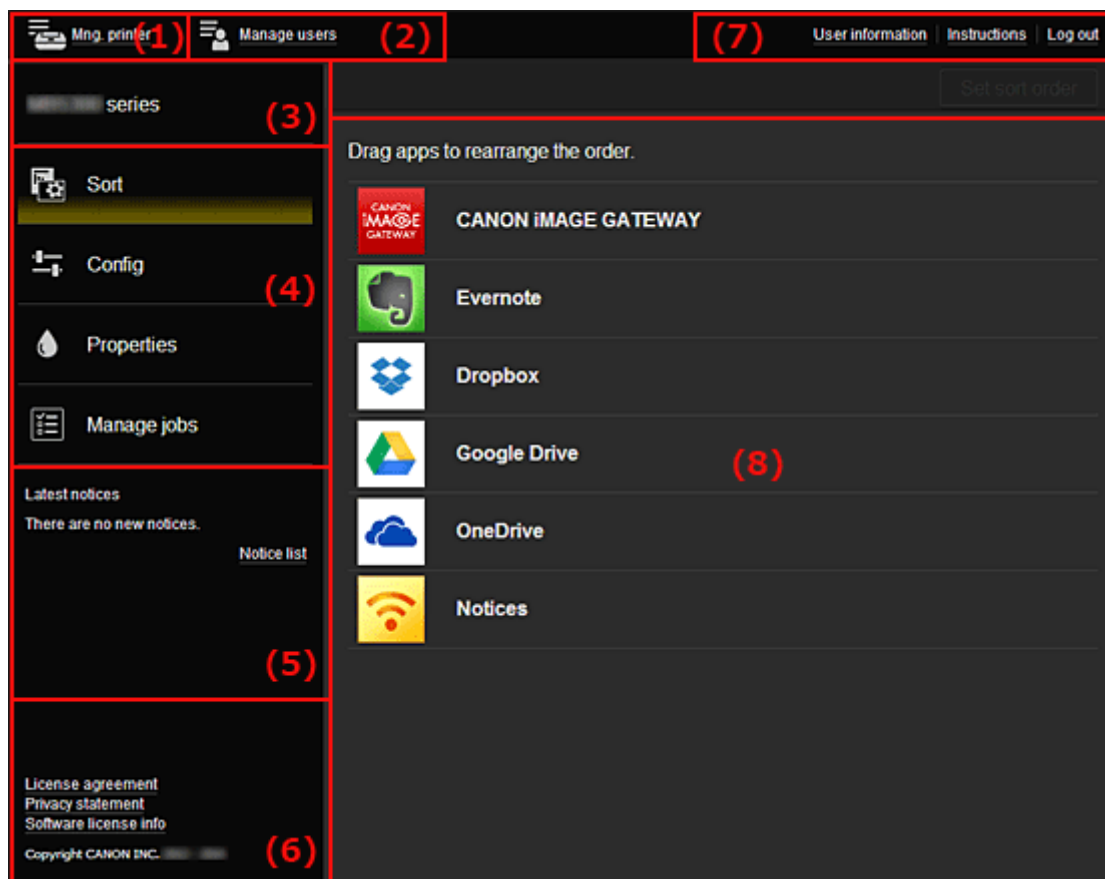 Mng. printer (1)
Manage users (2)
(7) User information Instructions Log out
series (3)
Set sort order
Sort
Config
(4)
Properties
Manage jobs
Latest notices
There are no new notices.
Notice list
(5)
License agreement
Privacy statement
Software license info
Copyright CANON INC.
(6)
Drag apps to rearrange the order.
CANON iMAGE GATEWAY
CANON iMAGE GATEWAY
Evernote
Dropbox
Google Drive
(8)
OneDrive
Notices